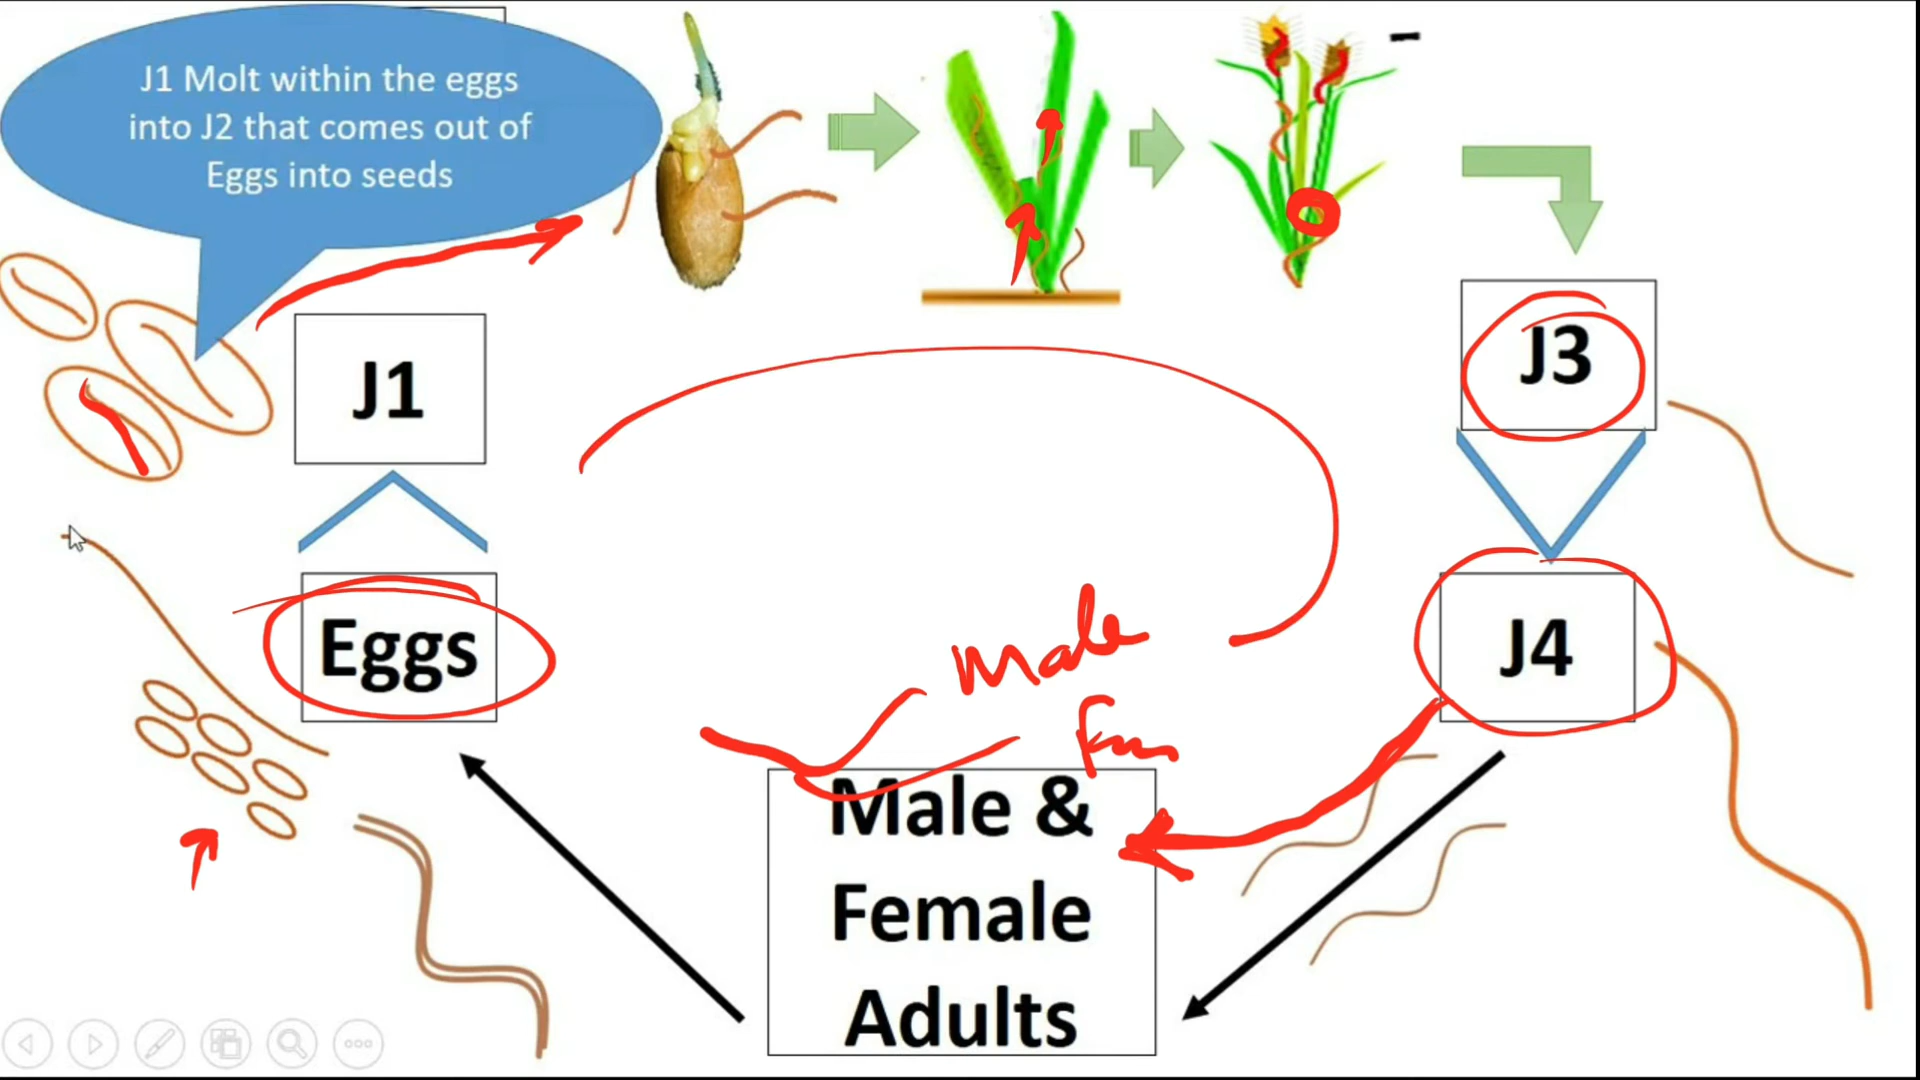 J1 Molt within the eggs
into J2 that comes out of
Eggs into seeds
J1
J3
Eggs
J4
Male
Fem
Male &
Female
Adults